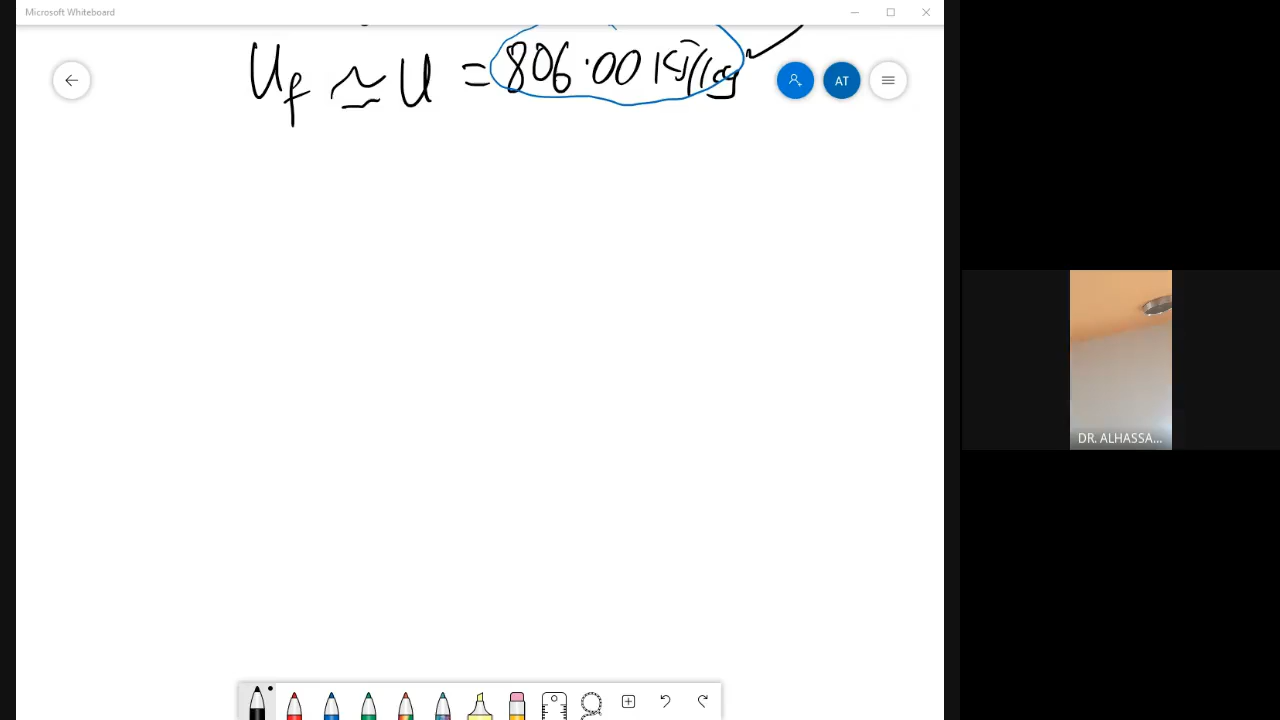 Microsoft Whiteboard
Uf ≃ U = 806.00 KJ/Kg ✓
AT
DR. ALHASSA...